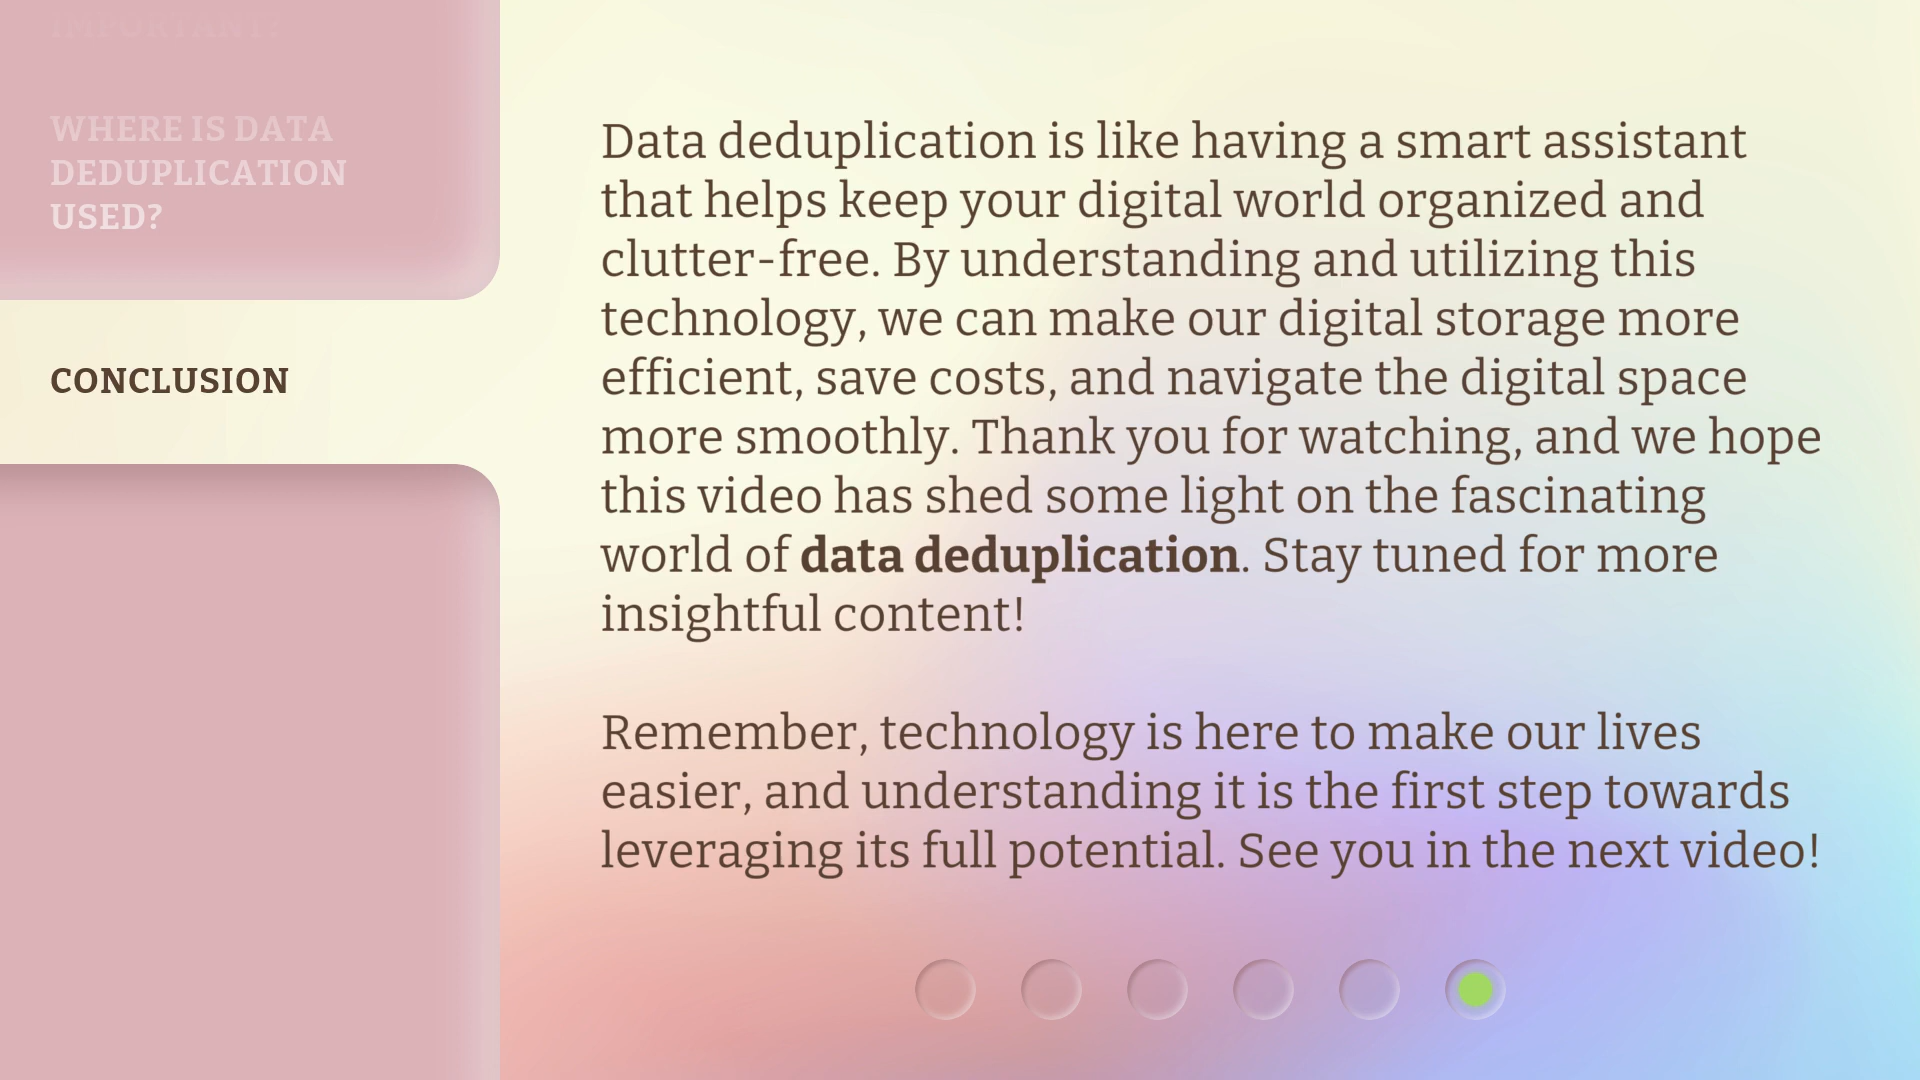 IMPORTANT?
WHERE IS DATA
DEDUPLICATION
USED?
CONCLUSION
Data deduplication is like having a smart assistant
that helps keep your digital world organized and
clutter-free. By understanding and utilizing this
technology, we can make our digital storage more
efficient, save costs, and navigate the digital space
more smoothly. Thank you for watching, and we hope
this video has shed some light on the fascinating
world of data deduplication. Stay tuned for more
insightful content!
Remember, technology is here to make our lives
easier, and understanding it is the first step towards
leveraging its full potential. See you in the next video!